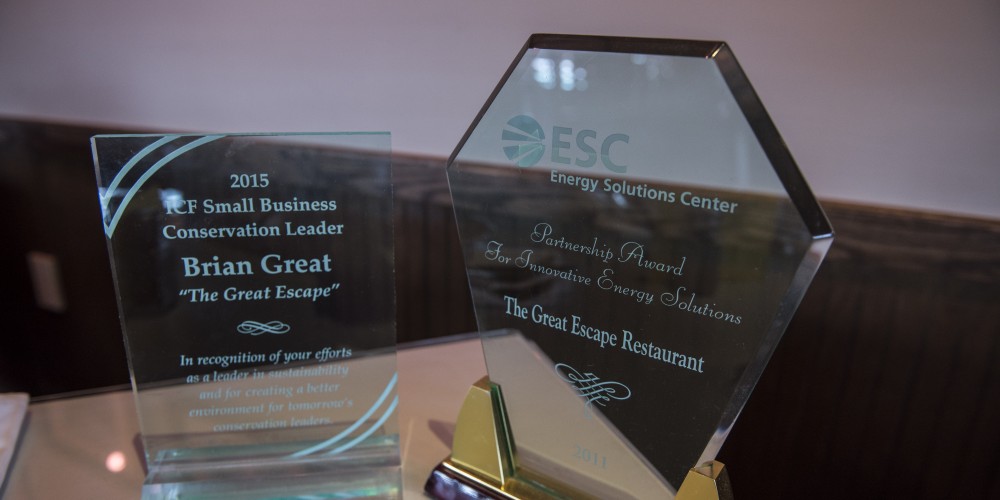 2015
ICF Small Business
Conservation Leader
Brian Great
“The Great Escape”
In recognition of your efforts
as a leader in sustainability
and for creating a better
environment for tomorrow’s
conservation leaders.
ESC
Energy Solutions Center
Partnership Award
For Innovative Energy Solutions
The Great Escape Restaurant
2011